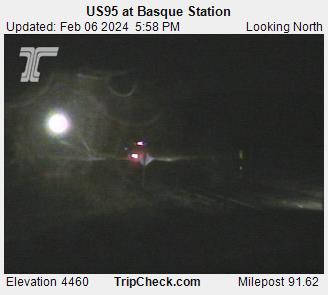 US95 at Basque Station
Updated: Feb 06 2024 5:58 PM Looking North
Elevation 4460 TripCheck.com Milepost 91.62